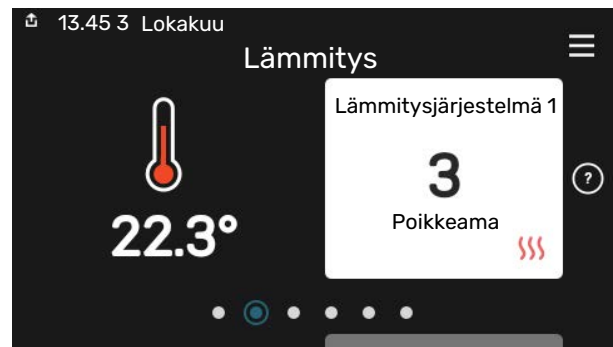 13.45 3 Lokakuu
Lämmitys
Lämmitysjärjestelmä 1
3
Poikkeama
22.3°
?